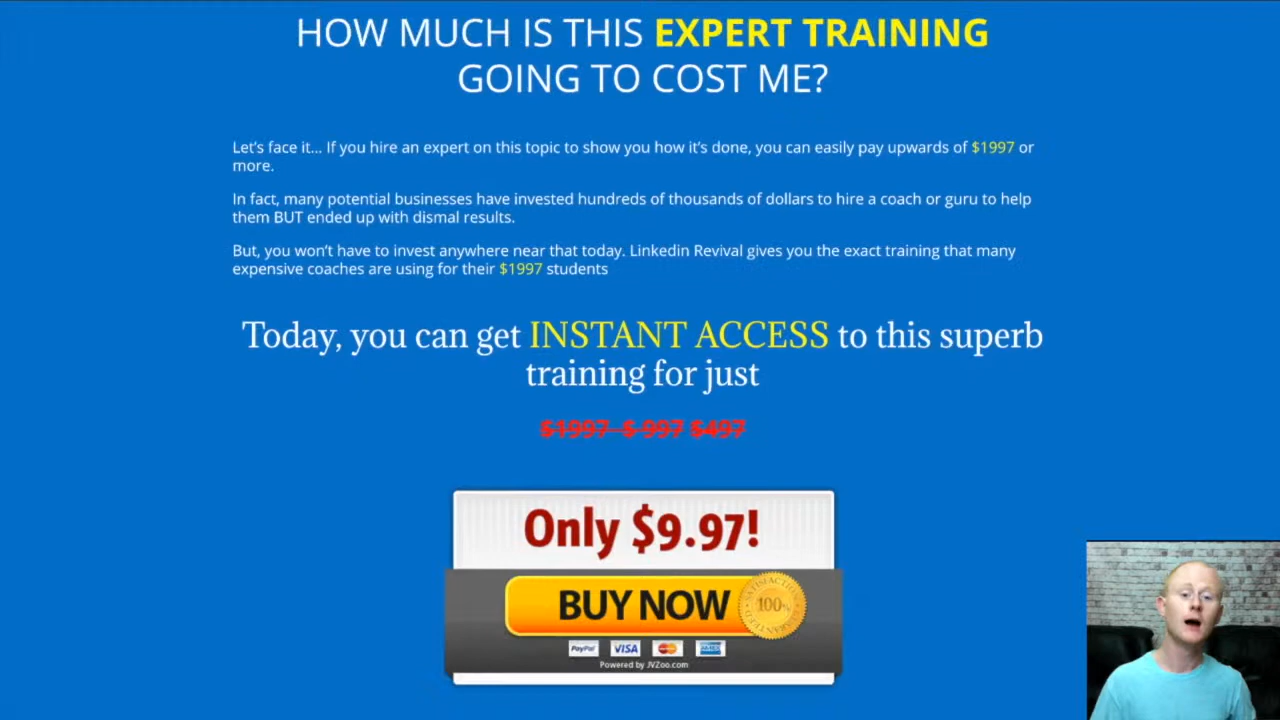 HOW MUCH IS THIS EXPERT TRAINING
GOING TO COST ME?
Let's face it... If you hire an expert on this topic to show you how it's done, you can easily pay upwards of $1997 or
more.
In fact, many potential businesses have invested hundreds of thousands of dollars to hire a coach or guru to help
them BUT ended up with dismal results.
But, you won't have to invest anywhere near that today. Linkedin Revival gives you the exact training that many
expensive coaches are using for their $1997 students
Today, you can get INSTANT ACCESS to this superb
training for just
$1997 $ 997 $497
Only $9.97!
BUY NOW
SATISFACTION
100%
GUARANTEED
PayPal VISA MasterCard AMEX
Powered by JVZoo.com